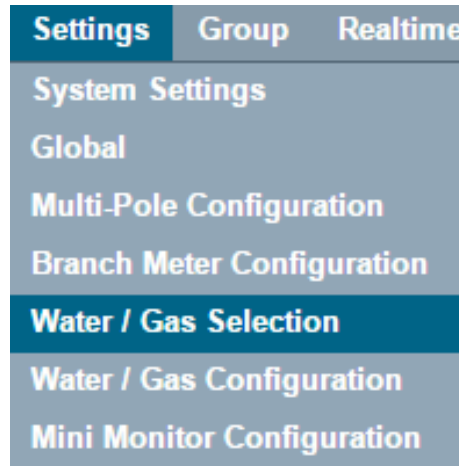 Settings Group Realtime
System Settings
Global
Multi-Pole Configuration
Branch Meter Configuration
Water / Gas Selection
Water / Gas Configuration
Mini Monitor Configuration